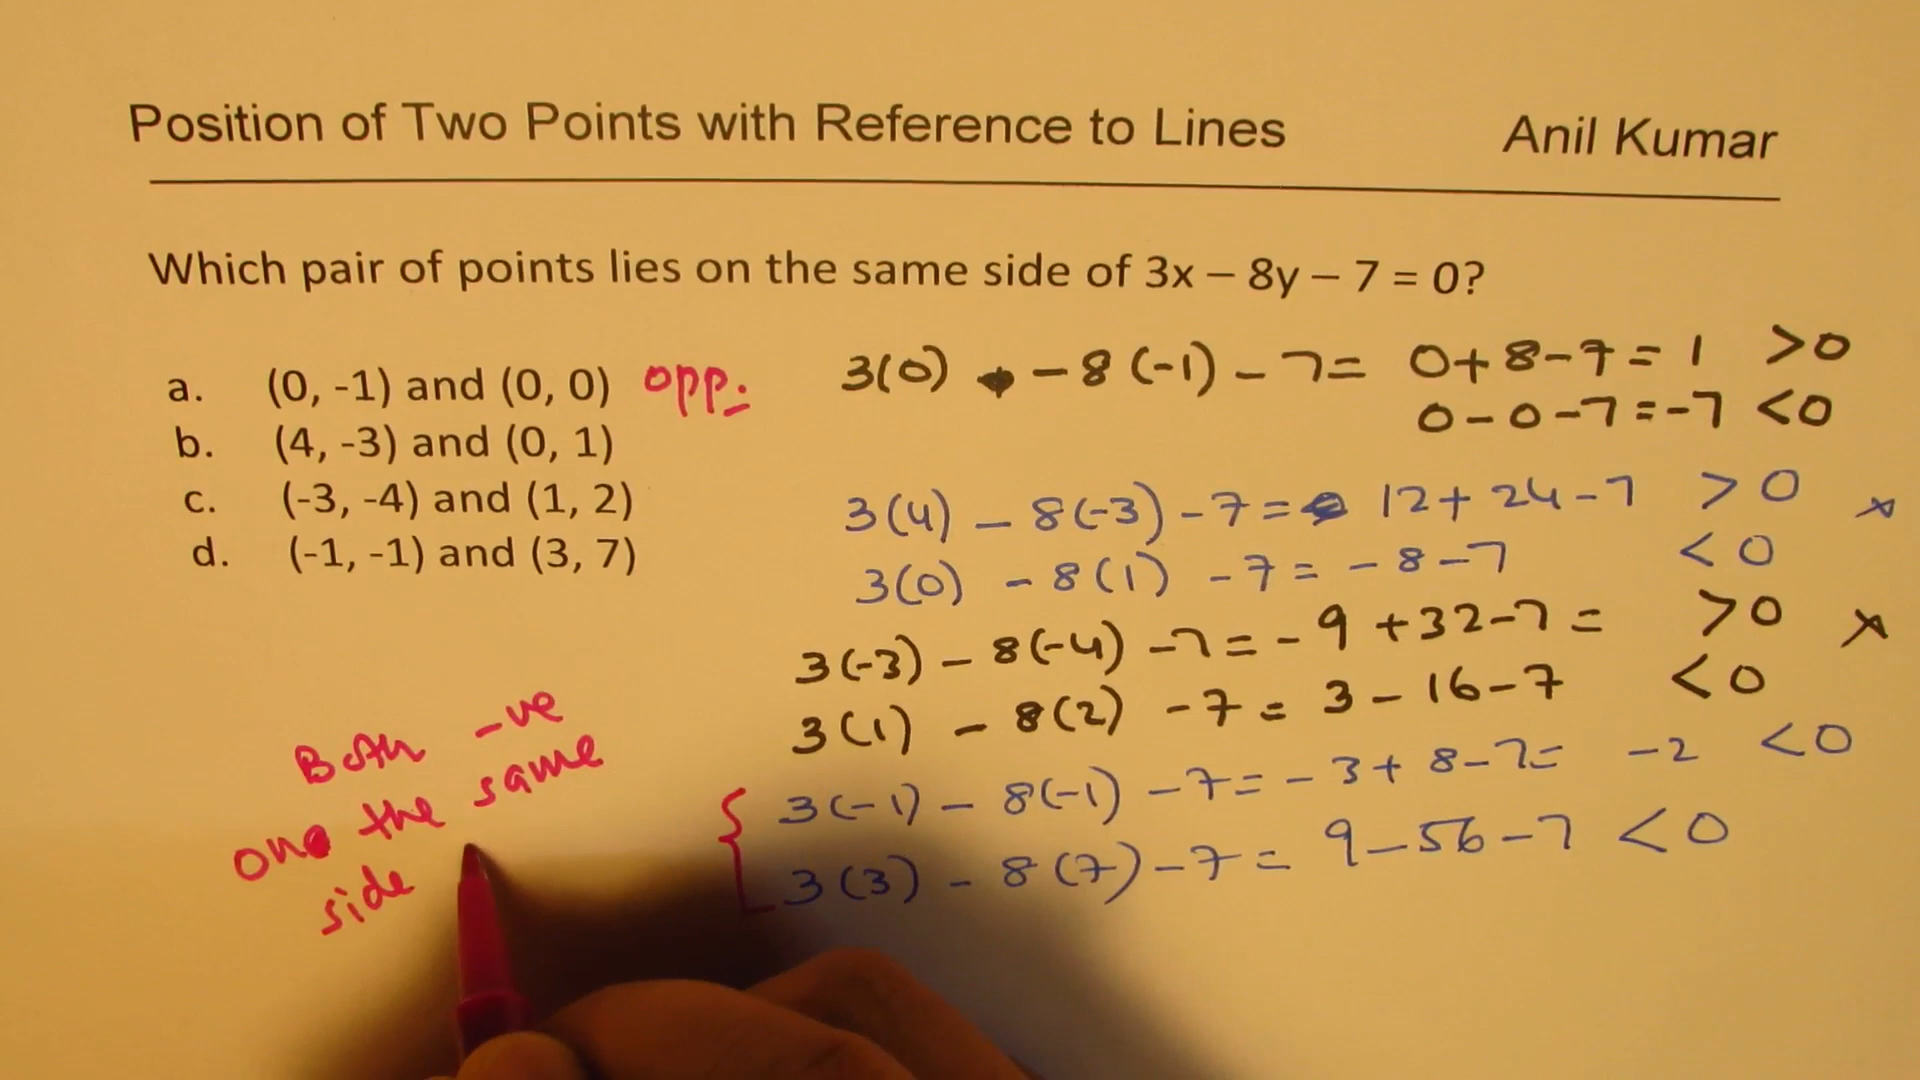 Position of Two Points with Reference to Lines Anil Kumar
Which pair of points lies on the same side of 3x – 8y – 7 = 0?
a. (0, -1) and (0, 0) opp.
b. (4, -3) and (0, 1)
c. (-3, -4) and (1, 2)
d. (-1, -1) and (3, 7)
3(0) - 8(-1) - 7 = 0+8-7 = 1 >0
0-0-7 = -7 <0
3(4) - 8(-3) - 7 = 12+24-7 >0 ×
3(0) - 8(1) - 7 = -8-7 <0
3(-3) - 8(-4) - 7 = -9+32-7 = >0 ×
3(1) - 8(2) - 7 = 3-16-7 <0
3(-1) - 8(-1) - 7 = -3+8-7 = -2 <0
3(3) - 8(7) - 7 = 9-56-7 <0
Both -ve
on the same
side